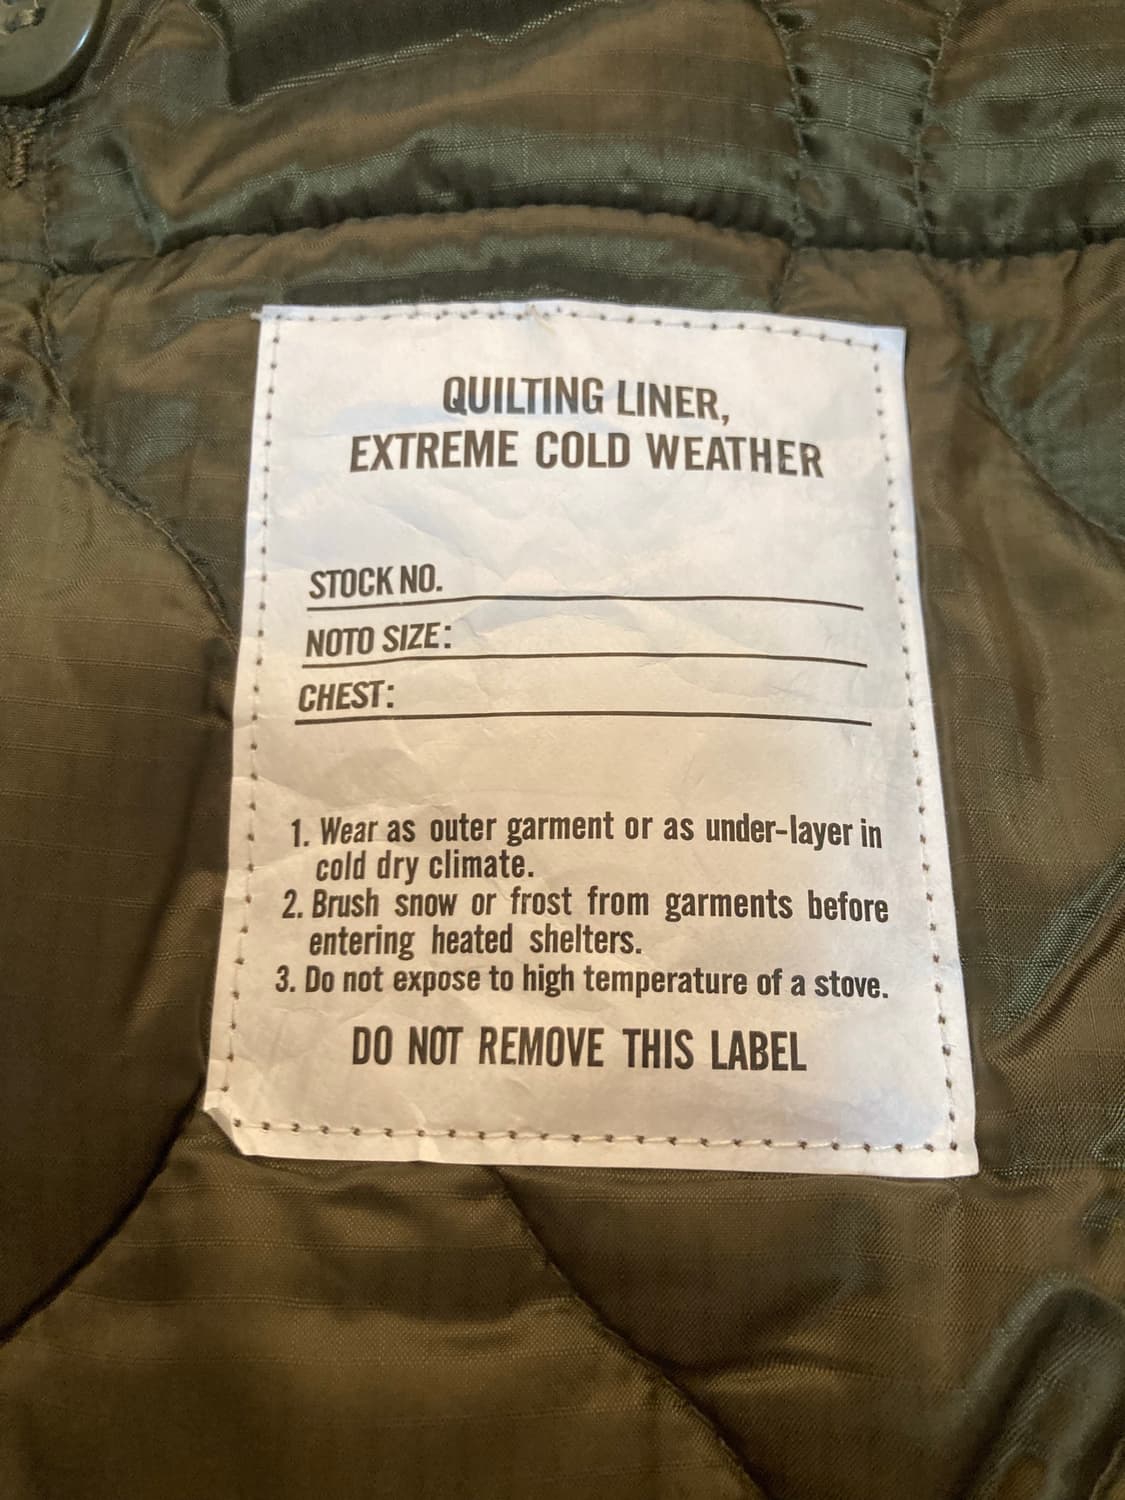 QUILTING LINER,
EXTREME COLD WEATHER
STOCK NO.
NOTO SIZE:
CHEST:
1. Wear as outer garment or as under-layer in
cold dry climate.
2. Brush snow or frost from garments before
entering heated shelters.
3. Do not expose to high temperature of a stove.
DO NOT REMOVE THIS LABEL